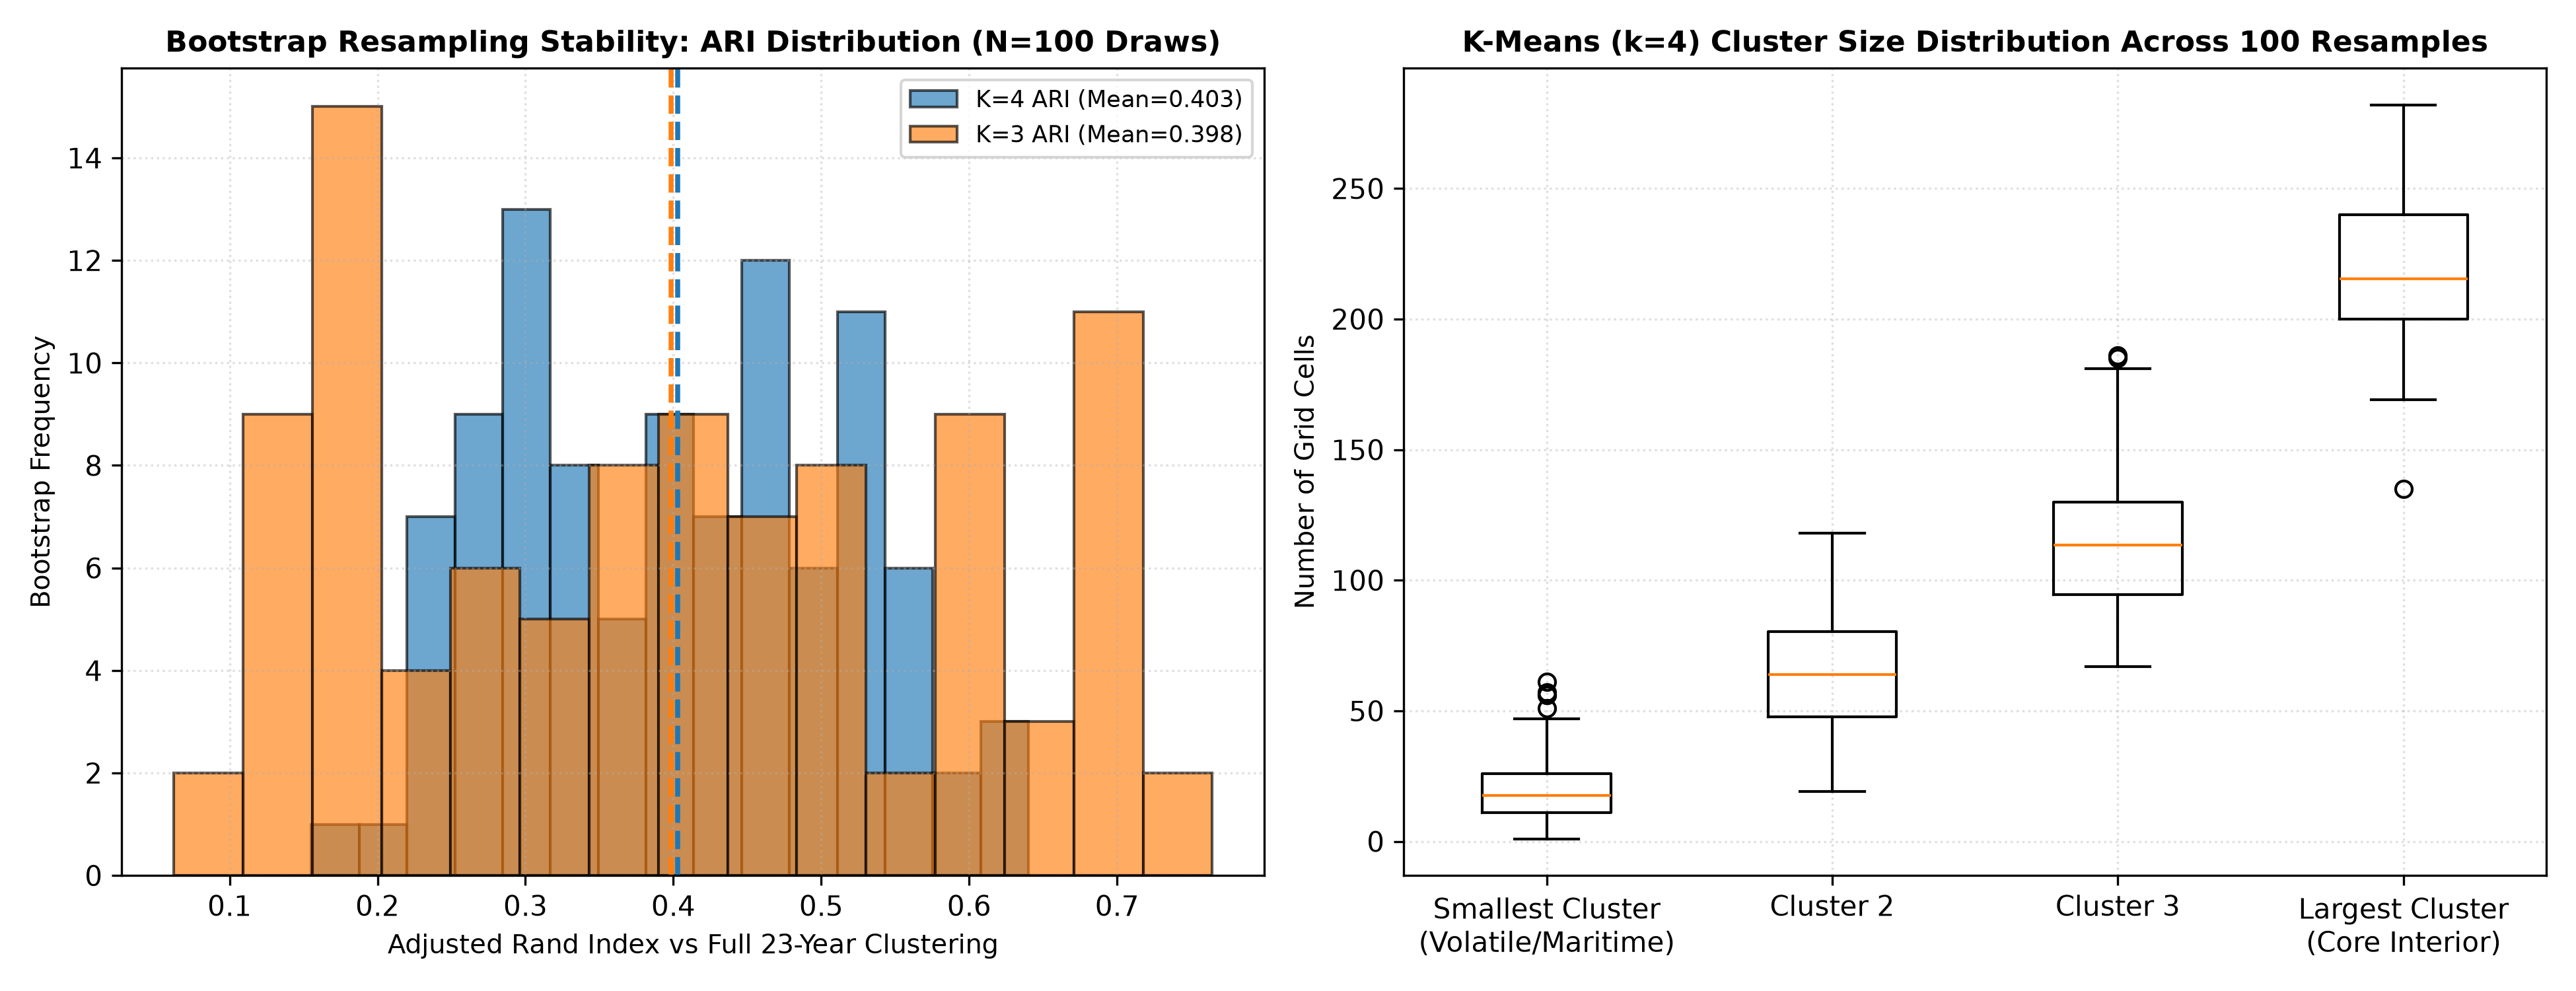 Bootstrap Resampling Stability: ARI Distribution (N=100 Draws)
K=4 ARI (Mean=0.403)
K=3 ARI (Mean=0.398)
Bootstrap Frequency
14
12
10
8
6
4
2
0
0.1 0.2 0.3 0.4 0.5 0.6 0.7
Adjusted Rand Index vs Full 23-Year Clustering
K-Means (k=4) Cluster Size Distribution Across 100 Resamples
Number of Grid Cells
250
200
150
100
50
0
Smallest Cluster
(Volatile/Maritime)
Cluster 2
Cluster 3
Largest Cluster
(Core Interior)